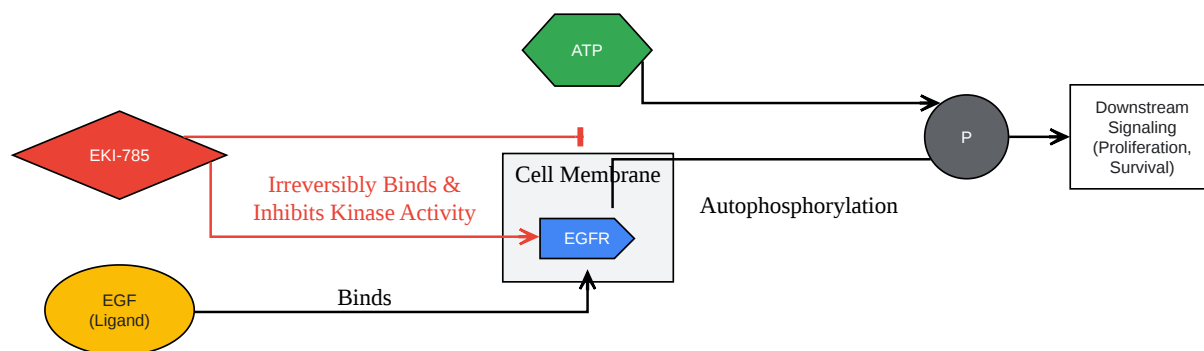 ATP
Downstream
Signaling
(Proliferation,
Survival)
P
EKI-785
Cell Membrane
Irreversibly Binds &
Inhibits Kinase Activity
Autophosphorylation
EGFR
EGF
(Ligand)
Binds